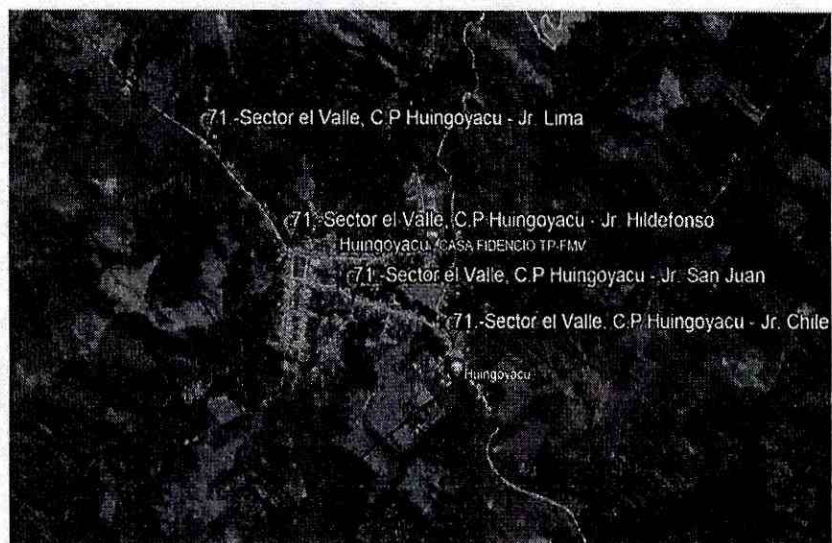 71.-Sector el Valle, C.P Huingoyacu - Jr. Lima
71.-Sector el Valle, C.P Huingoyacu - Jr. Hildefonso
Huingoyacu CASA FIDENCIO TP-FMV
71.-Sector el Valle, C.P Huingoyacu - Jr. San Juan
71.-Sector el Valle, C.P Huingoyacu - Jr. Chile
Huingoyacu